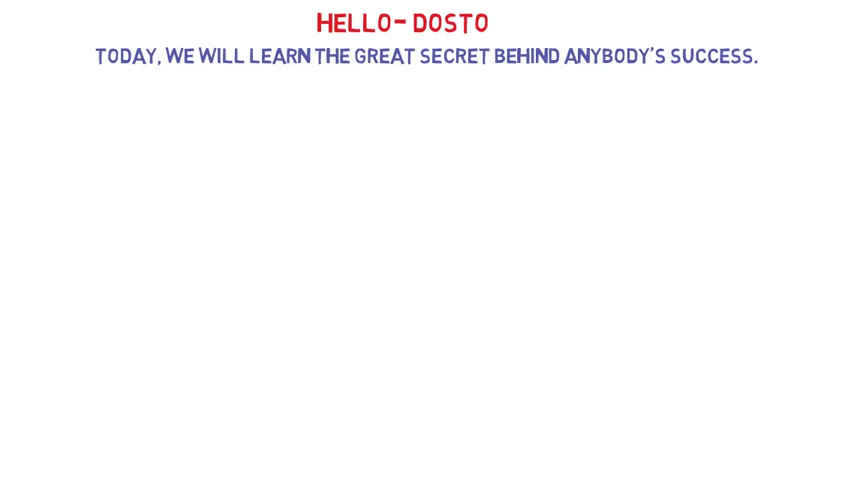 HELLO- DOSTO
TODAY, WE WILL LEARN THE GREAT SECRET BEHIND ANYBODY'S SUCCESS.